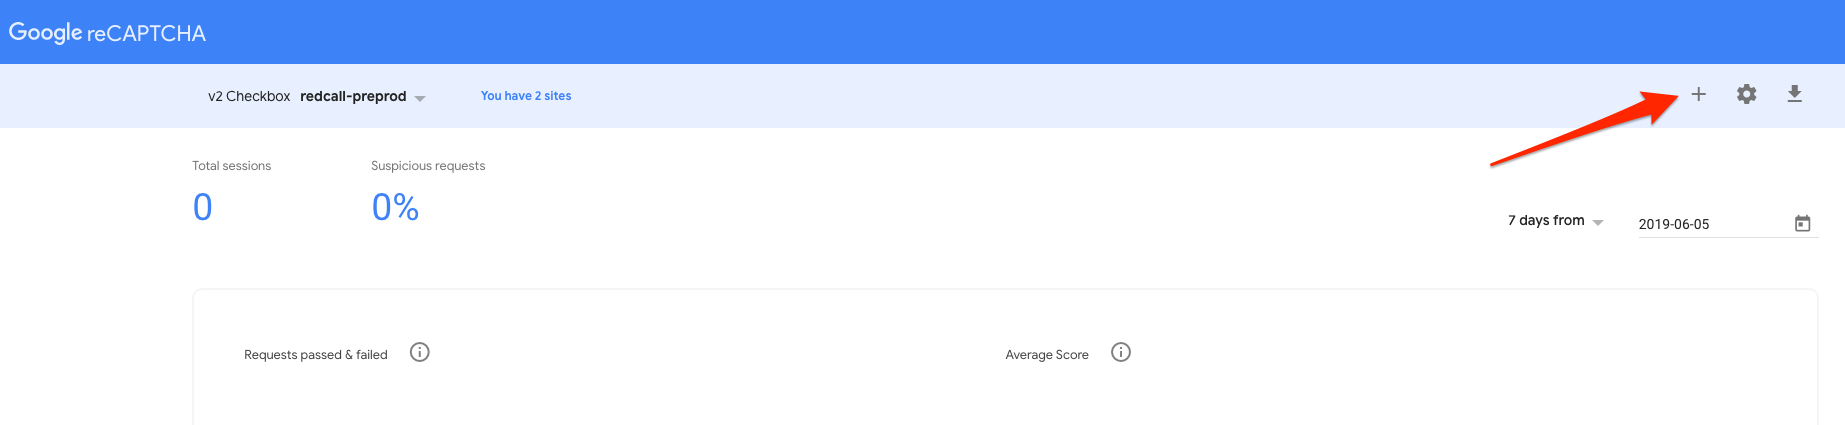 Google reCAPTCHA
v2 Checkbox redcall-preprod You have 2 sites
Total sessions Suspicious requests
0 0%
7 days from 2019-06-05
Requests passed & failed Average Score